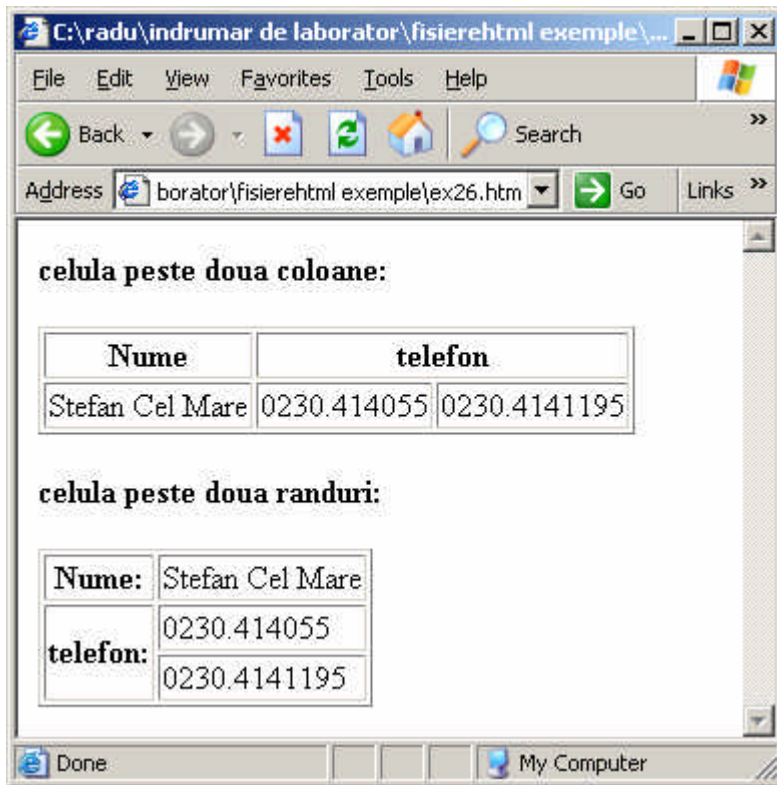 C:\radu\indrumar de laborator\fisierehtml exemple\...
File Edit View Favorites Tools Help
Back Search »
Address borator\fisierehtml exemple\ex26.htm Go Links »
celula peste doua coloane:
Nume telefon
Stefan Cel Mare 0230.414055 0230.4141195
celula peste doua randuri:
Nume: Stefan Cel Mare
telefon: 0230.414055
0230.4141195
Done My Computer